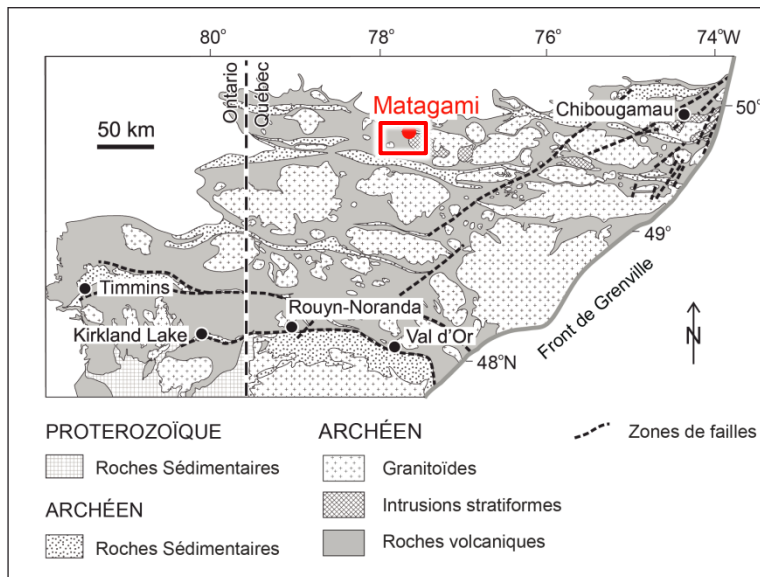 80°
78°
76°
74°W
Ontario
Québec
Matagami
Chibougamau
50°
50 km
49°
Timmins
Rouyn-Noranda
Front de Grenville
N
Kirkland Lake
Val d'Or
48°N
PROTEROZOÏQUE
Roches Sédimentaires
ARCHÉEN
Roches Sédimentaires
ARCHÉEN
Granitoïdes
Intrusions stratiformes
Roches volcaniques
Zones de failles